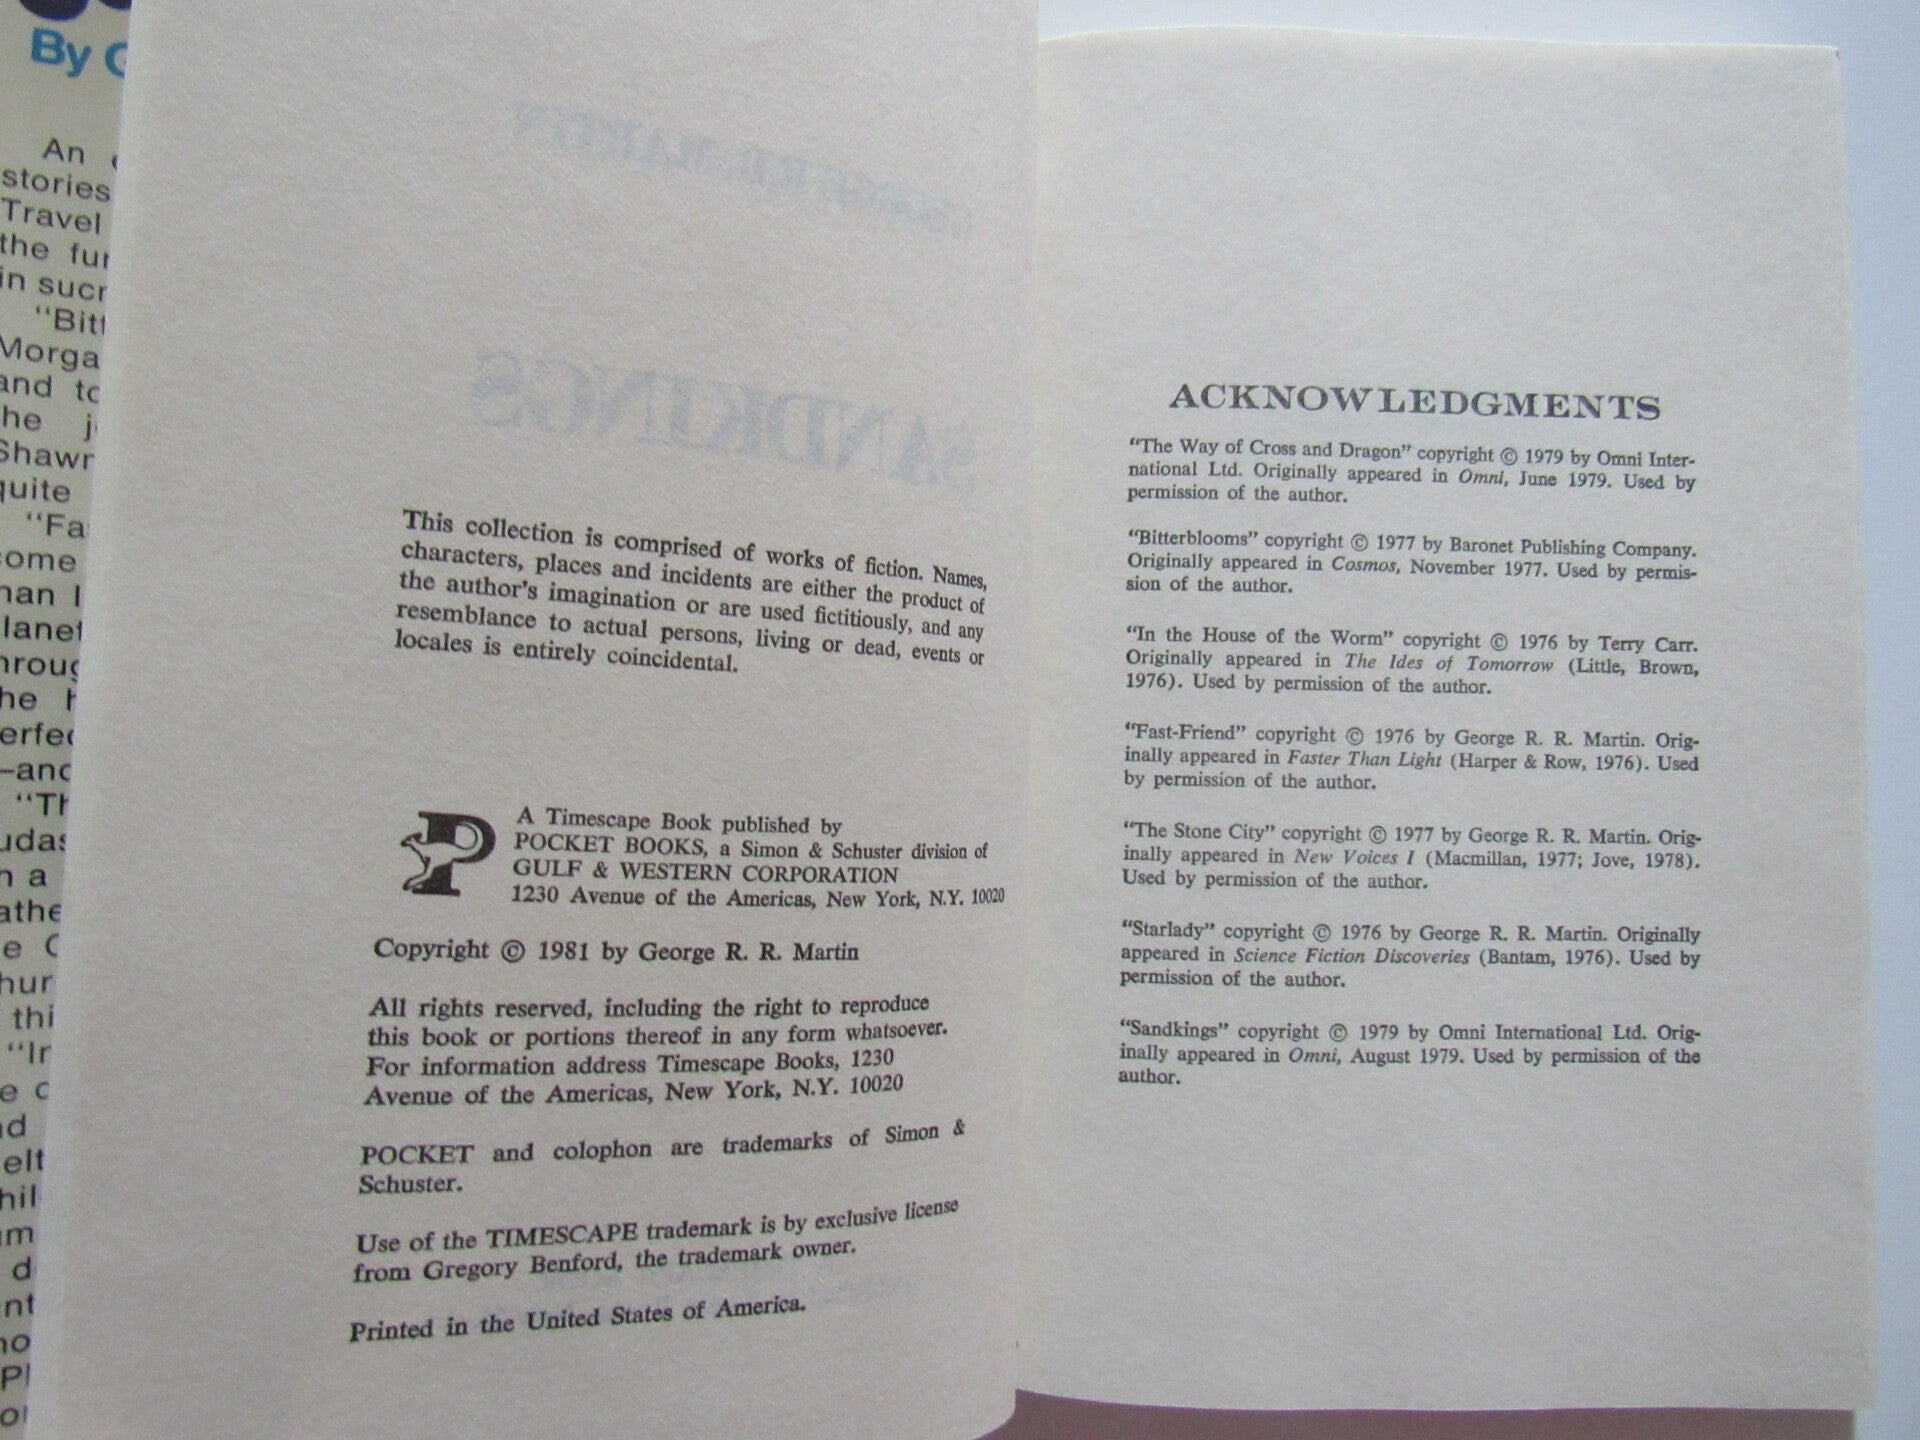 By
An
stories
Travel
the
in
"Bitt
Morga
and
he
Shawn
quite
"Fa
This collection is comprised of works of fiction. Names,
characters, places and incidents are either the product of
the author's imagination or are used fictitiously, and any
resemblance to actual persons, living or dead, events or
locales is entirely coincidental.
A Timescape Book published by
POCKET BOOKS, a Simon & Schuster division of
GULF & WESTERN CORPORATION
1230 Avenue of the Americas, New York, N.Y. 10020
Copyright © 1981 by George R. R. Martin
All rights reserved, including the right to reproduce
this book or portions thereof in any form whatsoever.
For information address Timescape Books, 1230
Avenue of the Americas, New York, N.Y. 10020
POCKET and colophon are trademarks of Simon &
Schuster.
Use of the TIMESCAPE trademark is by exclusive license
from Gregory Benford, the trademark owner.
Printed in the United States of America.
ACKNOWLEDGMENTS
"The Way of Cross and Dragon" copyright © 1979 by Omni Inter-
national Ltd. Originally appeared in Omni, June 1979. Used by
permission of the author.
"Bitterblooms" copyright © 1977 by Baronet Publishing Company.
Originally appeared in Cosmos, November 1977. Used by permis-
sion of the author.
"In the House of the Worm" copyright © 1976 by Terry Carr.
Originally appeared in The Ides of Tomorrow (Little, Brown,
1976). Used by permission of the author.
"Fast-Friend" copyright © 1976 by George R. R. Martin. Orig-
inally appeared in Faster Than Light (Harper & Row, 1976). Used
by permission of the author.
"The Stone City" copyright © 1977 by George R. R. Martin. Orig-
inally appeared in New Voices I (Macmillan, 1977; Jove, 1978).
Used by permission of the author.
"Starlady" copyright © 1976 by George R. R. Martin. Originally
appeared in Science Fiction Discoveries (Bantam, 1976). Used by
permission of the author.
"Sandkings" copyright © 1979 by Omni International Ltd. Orig-
inally appeared in Omni, August 1979. Used by permission of the
author.